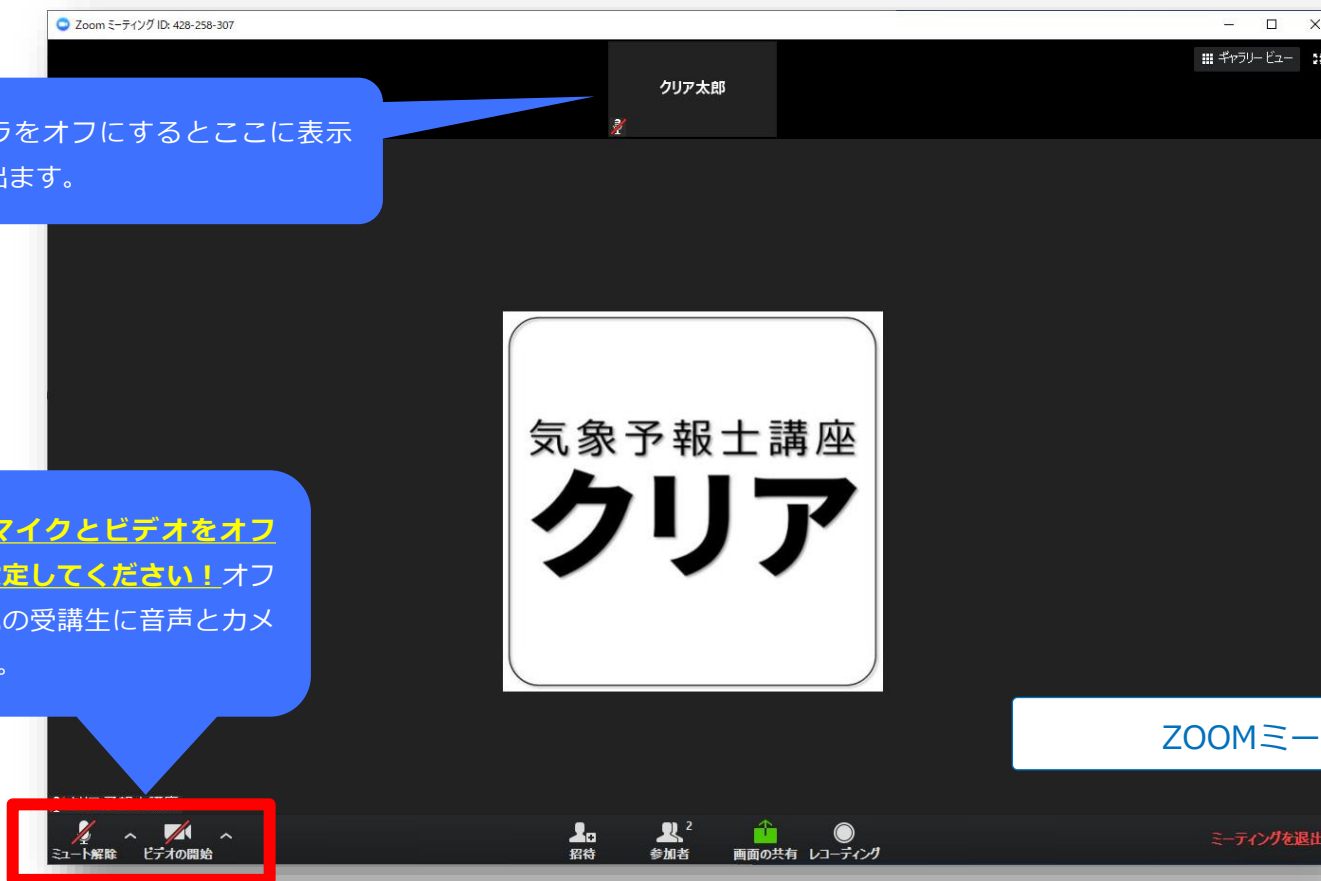 Zoom ミーティング ID: 428-258-307
ギャラリー ビュー
クリア太郎
ラをオフにするとここに表示
出ます。
気象予報士講座
クリア
マイクとビデオをオフ
定してください！オフ
の受講生に音声とカメ
。
ZOOMミー
ミュート解除
ビデオの開始
招待
参加者 2
画面の共有
レコーディング
ミーティングを退出